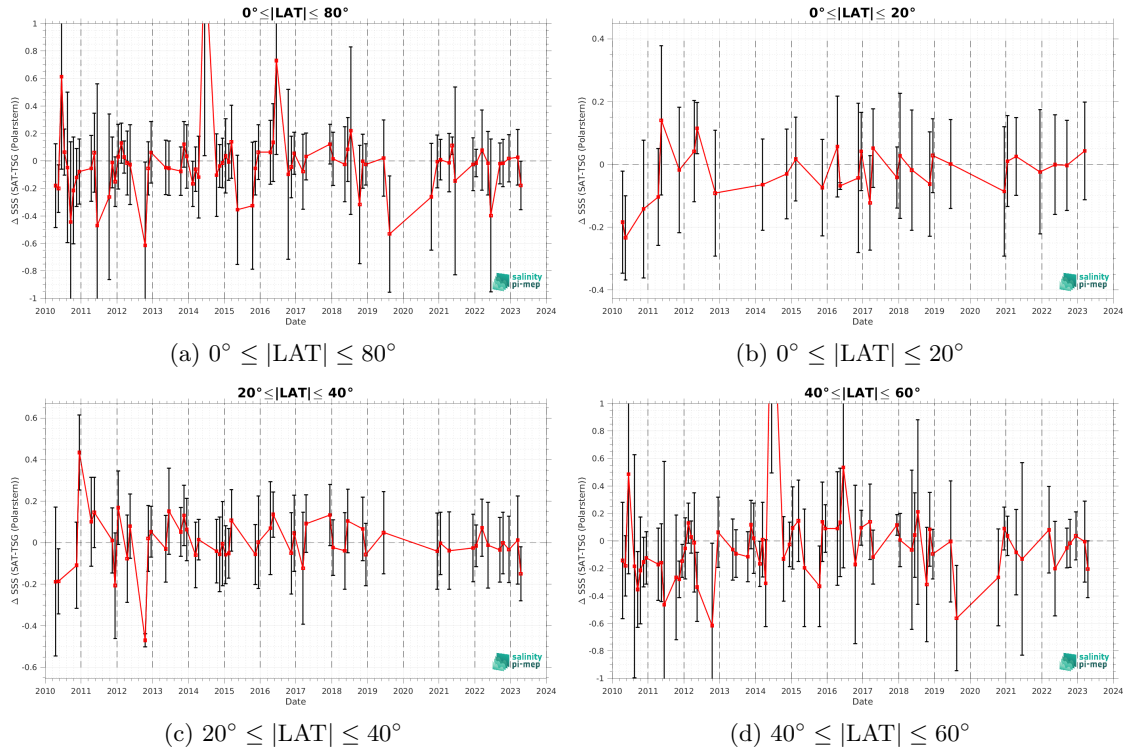 0°≤|LAT|≤ 80°
Δ SSS (SAT-TSG (Polarstern))
1
0.8
0.6
0.4
0.2
0
-0.2
-0.4
-0.6
-0.8
-1
2010 2011 2012 2013 2014 2015 2016 2017 2018 2019 2020 2021 2022 2023 2024
Date
salinity
pi-mep
(a) 0° ≤ |LAT| ≤ 80°
0°≤|LAT|≤ 20°
Δ SSS (SAT-TSG (Polarstern))
0.4
0.2
0
-0.2
-0.4
2010 2011 2012 2013 2014 2015 2016 2017 2018 2019 2020 2021 2022 2023 2024
Date
salinity
pi-mep
(b) 0° ≤ |LAT| ≤ 20°
20°≤|LAT|≤ 40°
Δ SSS (SAT-TSG (Polarstern))
0.6
0.4
0.2
0
-0.2
-0.4
-0.6
2010 2011 2012 2013 2014 2015 2016 2017 2018 2019 2020 2021 2022 2023 2024
Date
salinity
pi-mep
(c) 20° ≤ |LAT| ≤ 40°
40°≤|LAT|≤ 60°
Δ SSS (SAT-TSG (Polarstern))
1
0.8
0.6
0.4
0.2
0
-0.2
-0.4
-0.6
-0.8
-1
2010 2011 2012 2013 2014 2015 2016 2017 2018 2019 2020 2021 2022 2023 2024
Date
salinity
pi-mep
(d) 40° ≤ |LAT| ≤ 60°